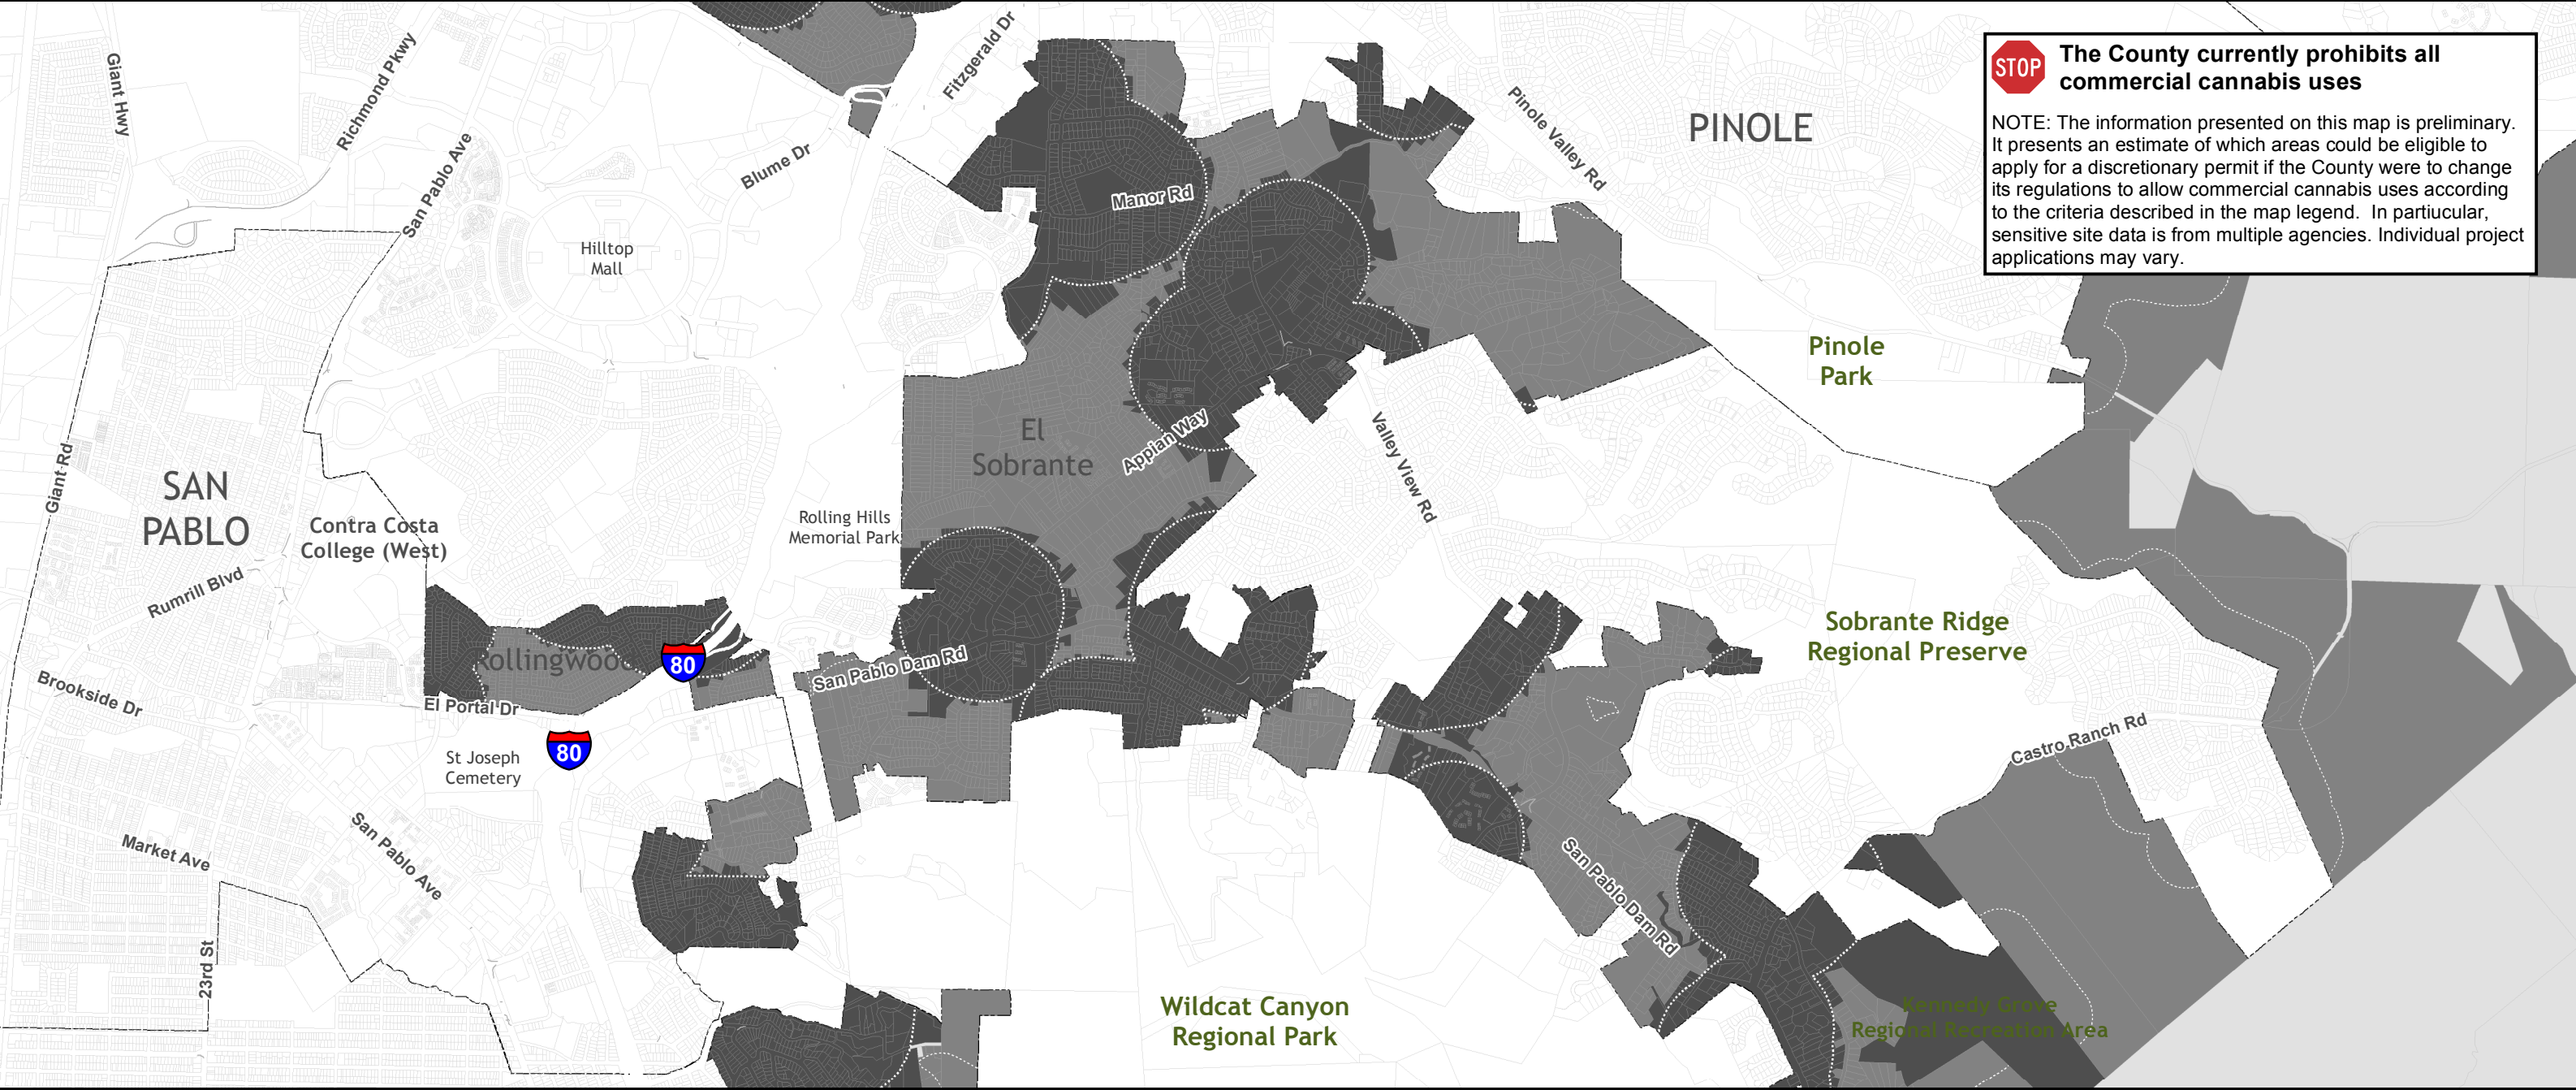 Giant Hwy
Richmond Pkwy
San Pablo Ave
Fitzgerald Dr
Blume Dr
Hilltop
Mall
Manor Rd
Pinole Valley Rd
PINOLE
STOP
The County currently prohibits all
commercial cannabis uses
NOTE: The information presented on this map is preliminary.
It presents an estimate of which areas could be eligible to
apply for a discretionary permit if the County were to change
its regulations to allow commercial cannabis uses according
to the criteria described in the map legend.  In partiucular,
sensitive site data is from multiple agencies. Individual project
applications may vary.
Pinole
Park
El
Sobrante
Appian Way
Valley View Rd
Giant Rd
SAN
PABLO
Contra Costa
College (West)
Rolling Hills
Memorial Park
Rumrill Blvd
Rollingwood
80
San Pablo Dam Rd
Sobrante Ridge
Regional Preserve
Brookside Dr
El Portal Dr
80
St Joseph
Cemetery
Castro Ranch Rd
Market Ave
San Pablo Ave
San Pablo Dam Rd
23rd St
Wildcat Canyon
Regional Park
Kennedy Grove
Regional Recreation Area